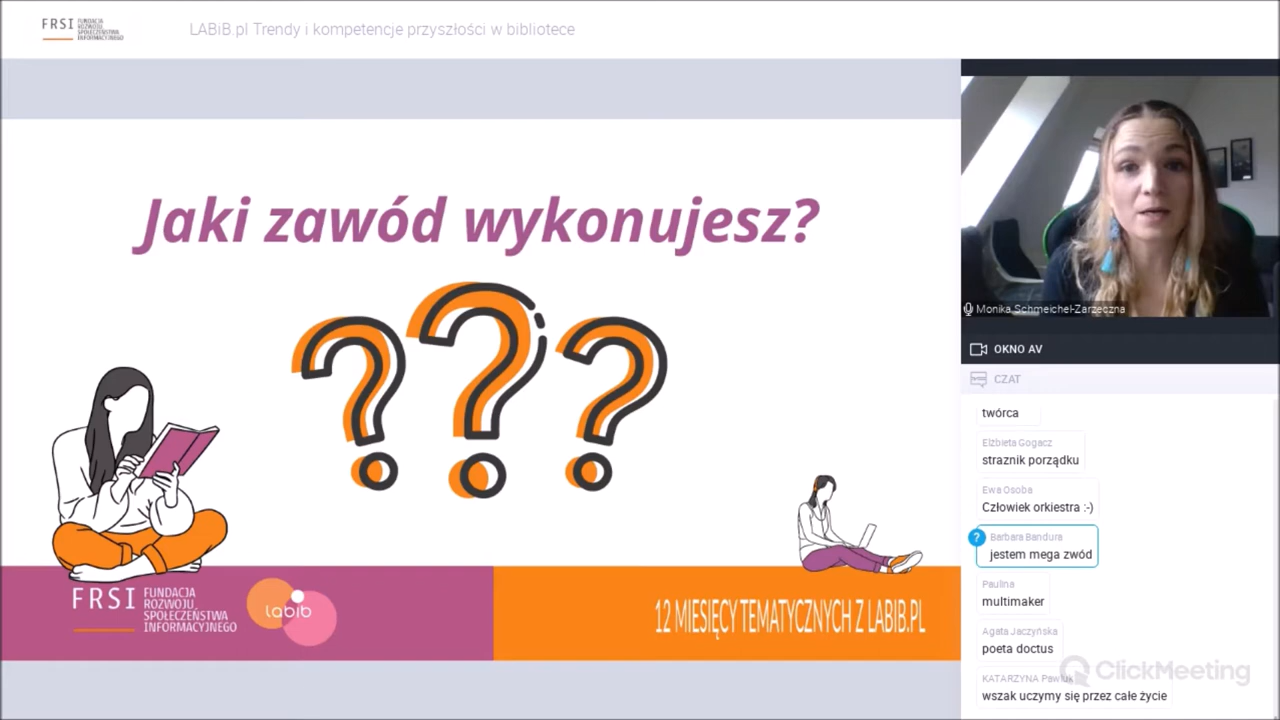 FRSI FUNDACJA
ROZWOJU
SPOŁECZEŃSTWA
INFORMACYJNEGO
LABiB.pl Trendy i kompetencje przyszłości w bibliotece
Jaki zawód wykonujesz?
FRSI FUNDACJA
ROZWOJU
SPOŁECZEŃSTWA
INFORMACYJNEGO
labib
12 MIESIĘCY TEMATYCZNYCH Z LABIB.PL
Monika Schmeichel-Zarzeczna
OKNO AV
CZAT
twórca
Elżbieta Gogacz
straznik porządku
Ewa Osoba
Człowiek orkiestra :-)
?
Barbara Bandura
jestem mega zwód
Paulina
multimaker
Agata Jaczyńska
poeta doctus
KATARZYNA Pawluk
wszak uczymy się przez całe życie
ClickMeeting